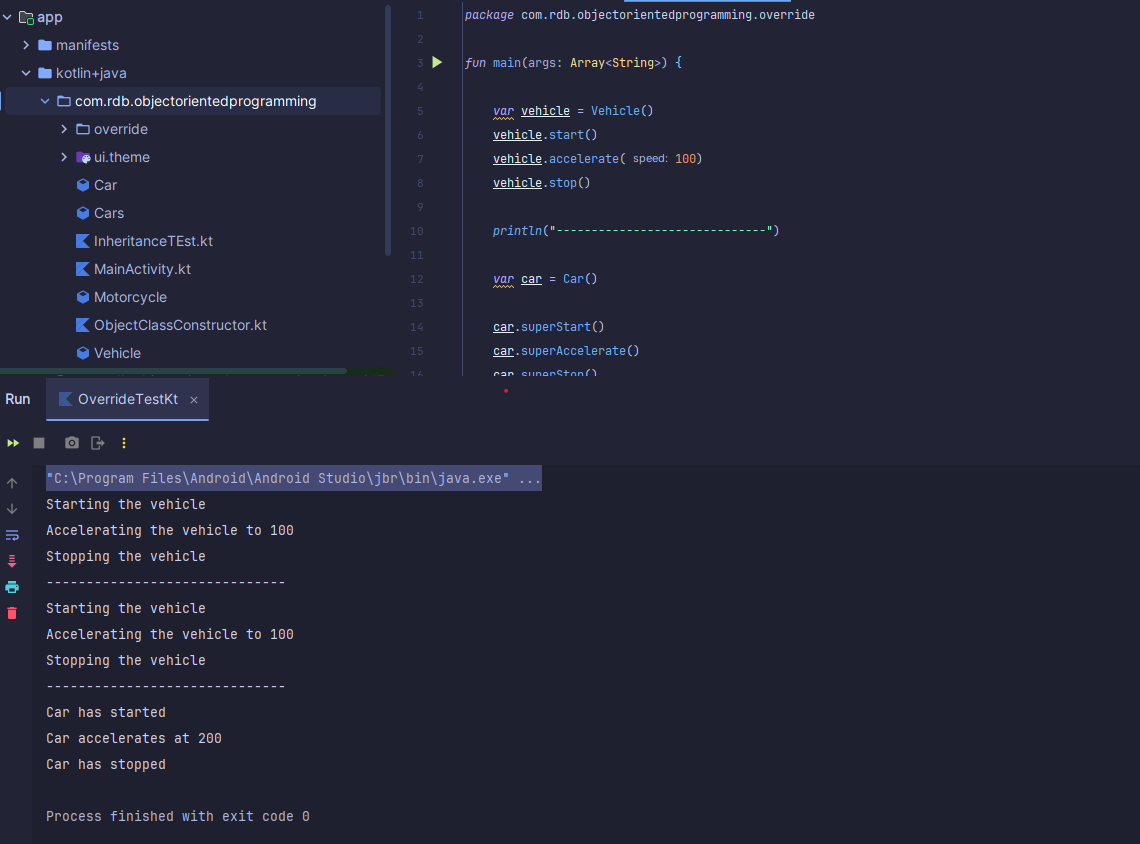 app
manifests
kotlin+java
com.rdb.objectorientedprogramming
override
ui.theme
Car
Cars
InheritanceTEst.kt
MainActivity.kt
Motorcycle
ObjectClassConstructor.kt
Vehicle
1 package com.rdb.objectorientedprogramming.override
2
3 fun main(args: Array<String>) {
4
5 var vehicle = Vehicle()
6 vehicle.start()
7 vehicle.accelerate( speed: 100)
8 vehicle.stop()
9
10 println("------------------------------")
11
12 var car = Car()
13
14 car.superStart()
15 car.superAccelerate()
16 car.superStop()
Run OverrideTestKt ×
"C:\Program Files\Android\Android Studio\jbr\bin\java.exe" ...
Starting the vehicle
Accelerating the vehicle to 100
Stopping the vehicle
------------------------------
Starting the vehicle
Accelerating the vehicle to 100
Stopping the vehicle
------------------------------
Car has started
Car accelerates at 200
Car has stopped
Process finished with exit code 0